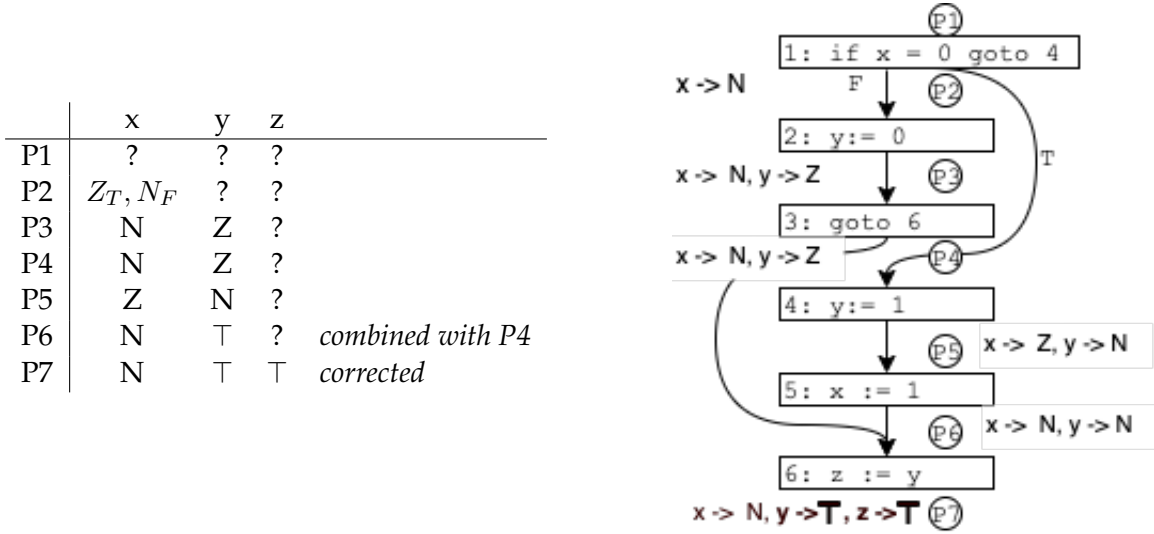 x y z
P1 ? ? ?
P2 Z_T, N_F ? ?
P3 N Z ?
P4 N Z ?
P5 Z N ?
P6 N ⊤ ? combined with P4
P7 N ⊤ ⊤ corrected
P1
1: if x = 0 goto 4
x -> N
F
P2
T
2: y:= 0
x -> N, y -> Z
P3
3: goto 6
x -> N, y -> Z
P4
4: y:= 1
P5
x -> Z, y -> N
5: x := 1
P6
x -> N, y -> N
6: z := y
x -> N, y ->⊤, z ->⊤
P7